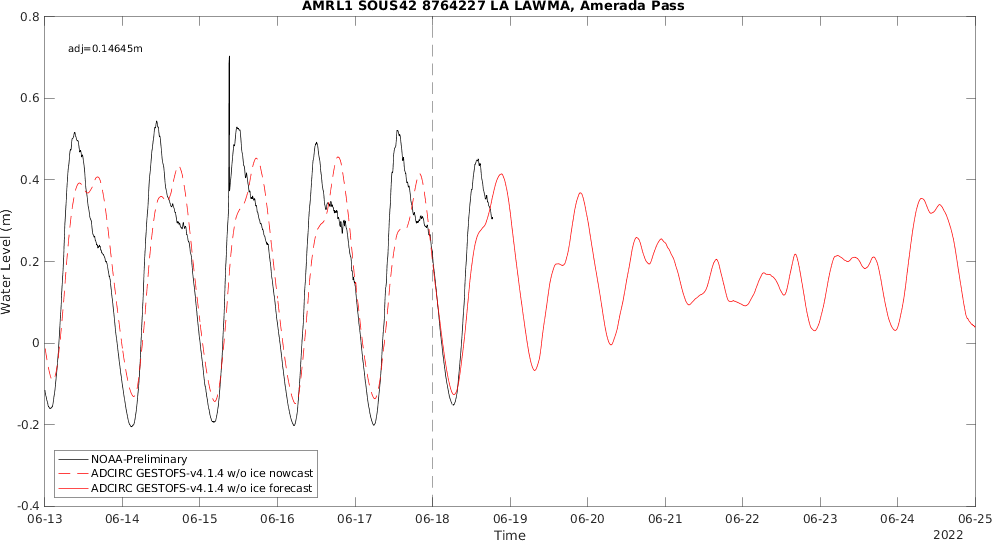 AMRL1 SOUS42 8764227 LA LAWMA, Amerada Pass
adj=0.14645m
0.8
0.6
0.4
0.2
0
-0.2
-0.4
Water Level (m)
NOAA-Preliminary
ADCIRC GESTOFS-v4.1.4 w/o ice nowcast
ADCIRC GESTOFS-v4.1.4 w/o ice forecast
06-13 06-14 06-15 06-16 06-17 06-18 06-19 06-20 06-21 06-22 06-23 06-24 06-25
Time
2022